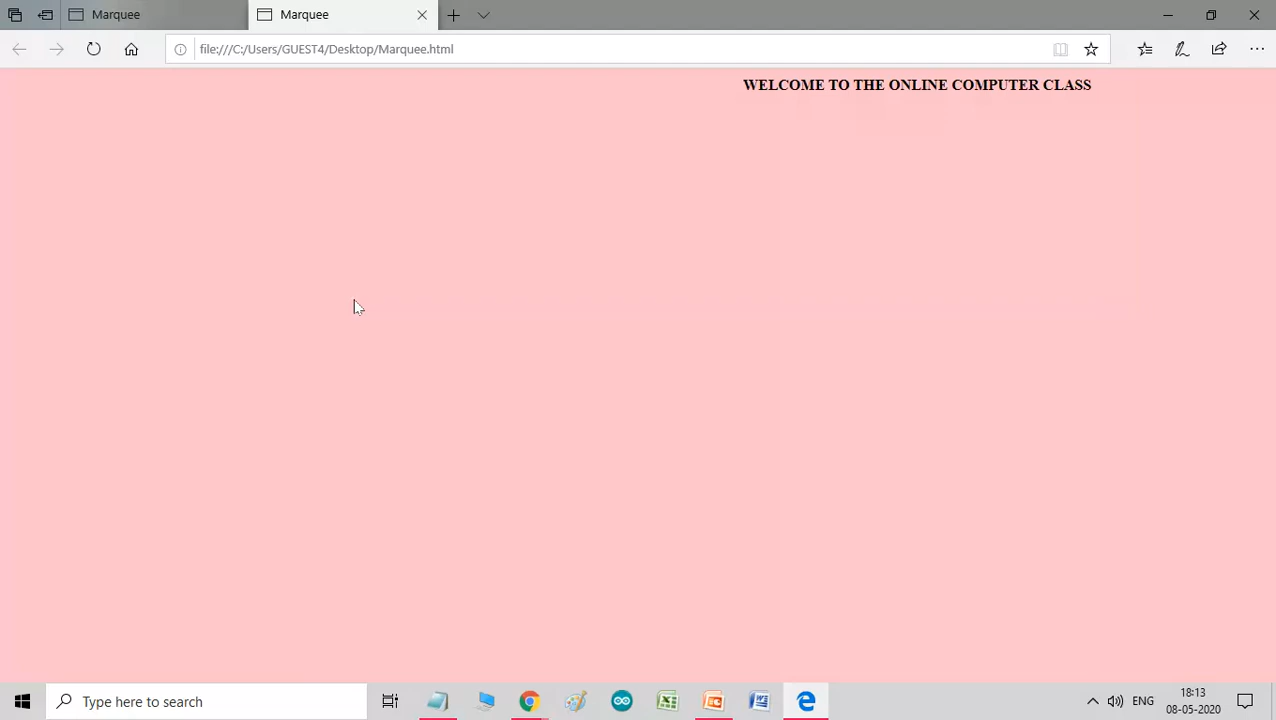 Marquee
Marquee
file:///C:/Users/GUEST4/Desktop/Marquee.html
WELCOME TO THE ONLINE COMPUTER CLASS
Type here to search
ENG
18:13
08-05-2020